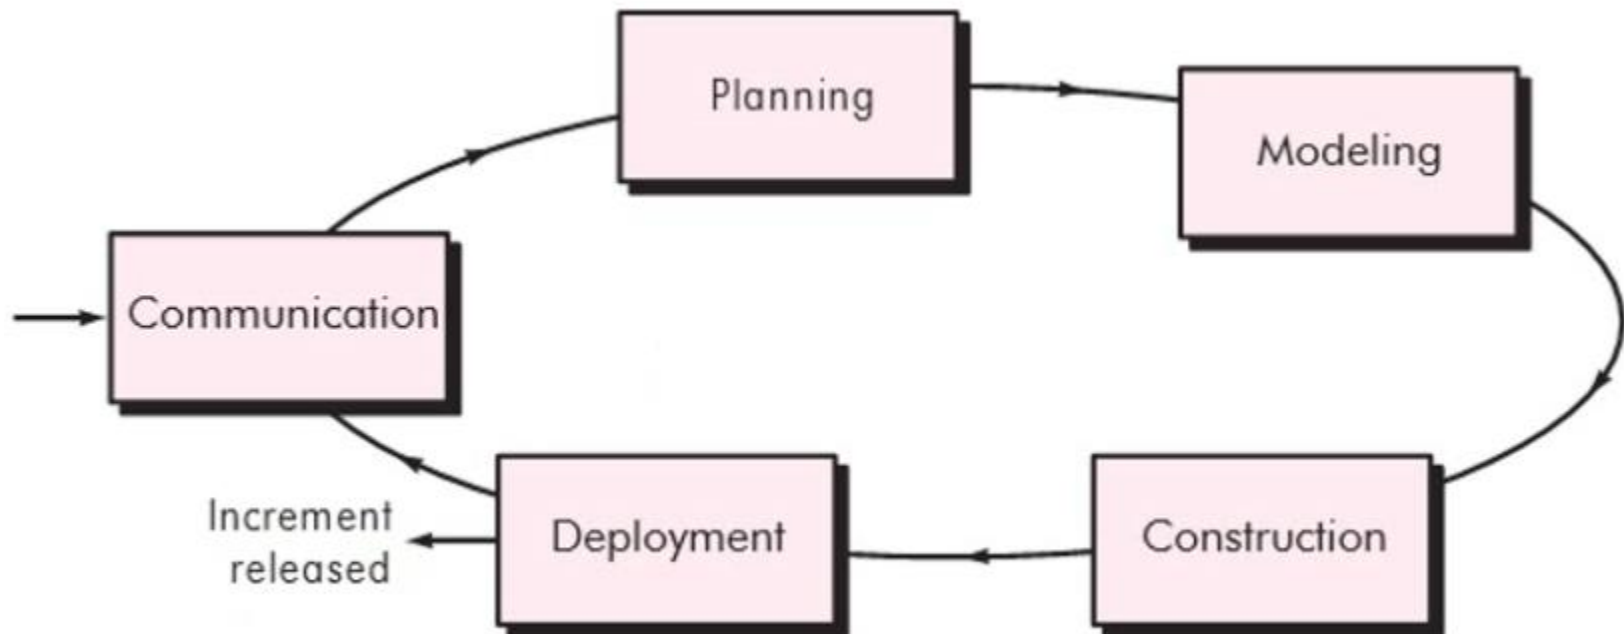 Planning
Modeling
Communication
Increment
released
Deployment
Construction